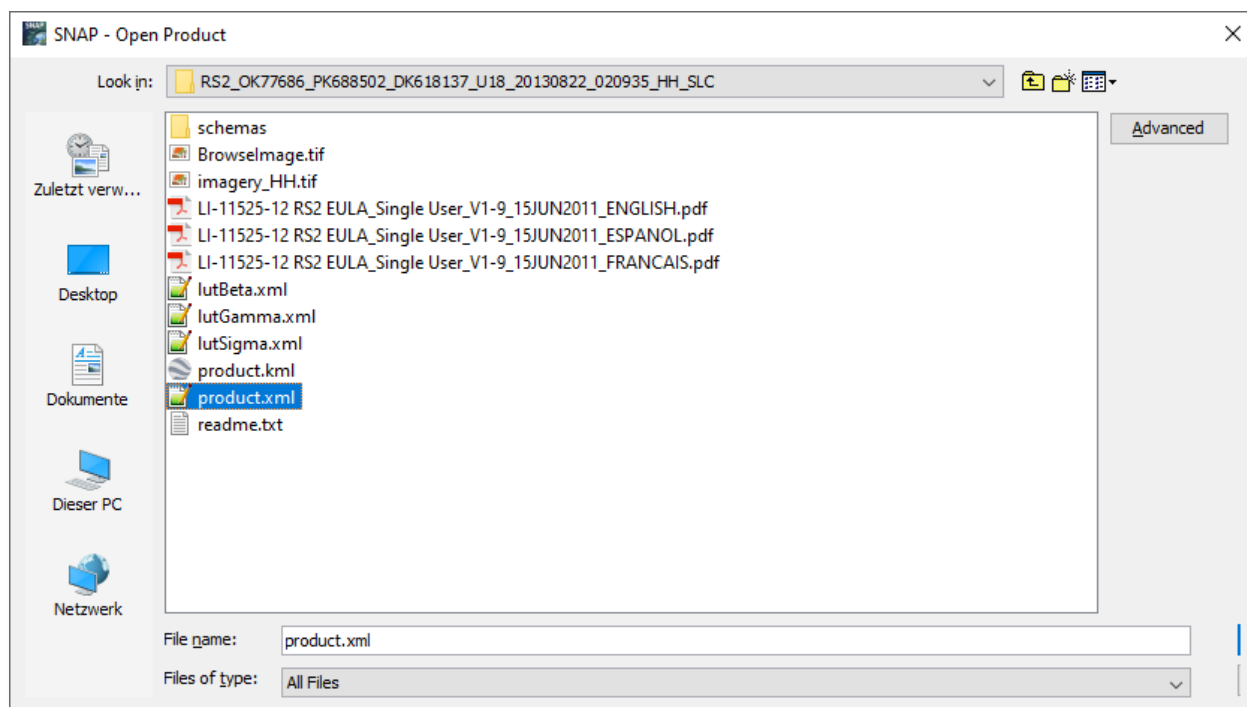 SNAP - Open Product
Look in:
RS2_OK77686_PK688502_DK618137_U18_20130822_020935_HH_SLC
Advanced
Zuletzt verw...
Desktop
Dokumente
Dieser PC
Netzwerk
schemas
BrowseImage.tif
imagery_HH.tif
LI-11525-12 RS2 EULA_Single User_V1-9_15JUN2011_ENGLISH.pdf
LI-11525-12 RS2 EULA_Single User_V1-9_15JUN2011_ESPANOL.pdf
LI-11525-12 RS2 EULA_Single User_V1-9_15JUN2011_FRANCAIS.pdf
lutBeta.xml
lutGamma.xml
lutSigma.xml
product.kml
product.xml
readme.txt
File name:
product.xml
Files of type:
All Files